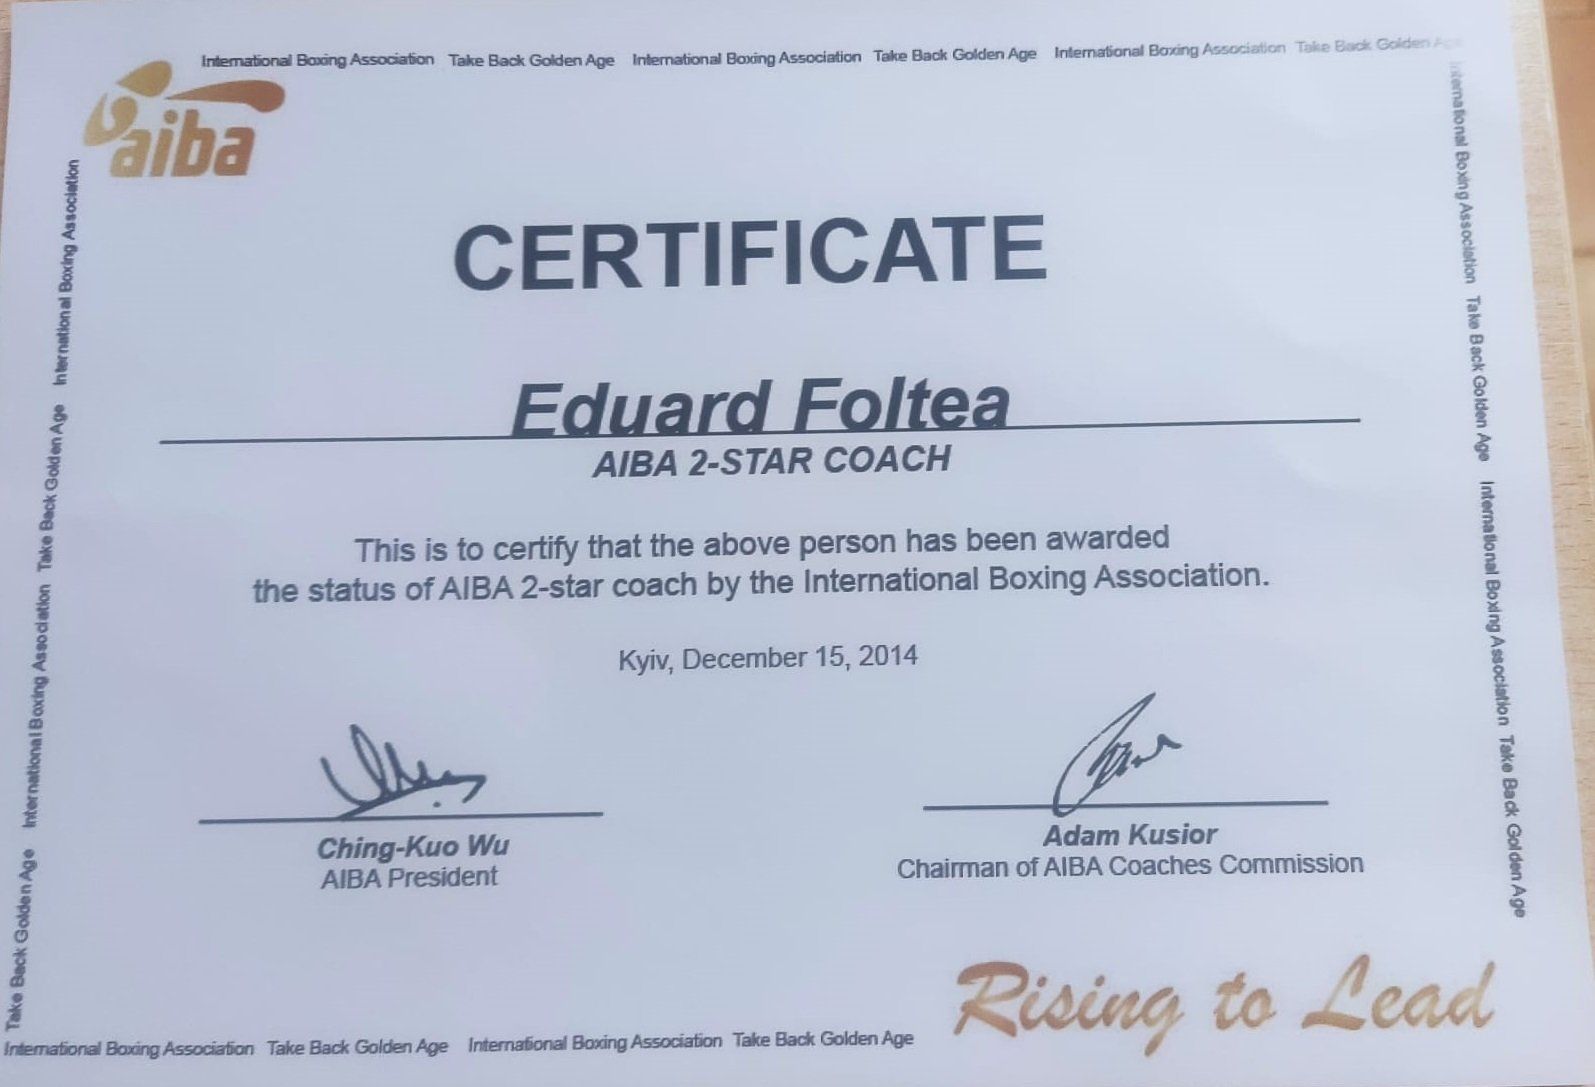 International Boxing Association Take Back Golden Age International Boxing Association Take Back Golden Age International Boxing Association Take Back Golden Age
aiba
CERTIFICATE
Eduard Foltea
AIBA 2-STAR COACH
This is to certify that the above person has been awarded
the status of AIBA 2-star coach by the International Boxing Association.
Kyiv, December 15, 2014
Ching-Kuo Wu
AIBA President
Adam Kusior
Chairman of AIBA Coaches Commission
Rising to Lead
Take Back Golden Age International Boxing Association Take Back Golden Age International Boxing Association
International Boxing Association Take Back Golden Age International Boxing Association Take Back Golden Age
International Boxing Association Take Back Golden Age International Boxing Association Take Back Golden Age